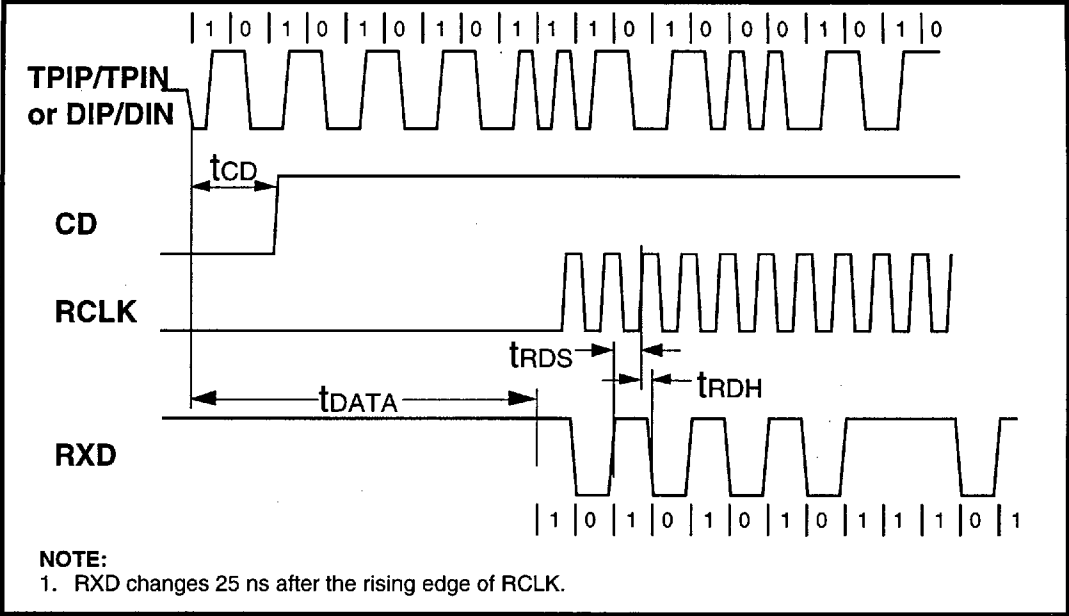 1 0 1 0 1 0 1 0 1 1 1 0 1 0 0 0 1 0 1 0
TPIP/TPIN
or DIP/DIN
tCD
CD
RCLK
tRDS
tRDH
tDATA
RXD
1 0 1 0 1 0 1 0 1 1 1 0 1
NOTE:
1. RXD changes 25 ns after the rising edge of RCLK.